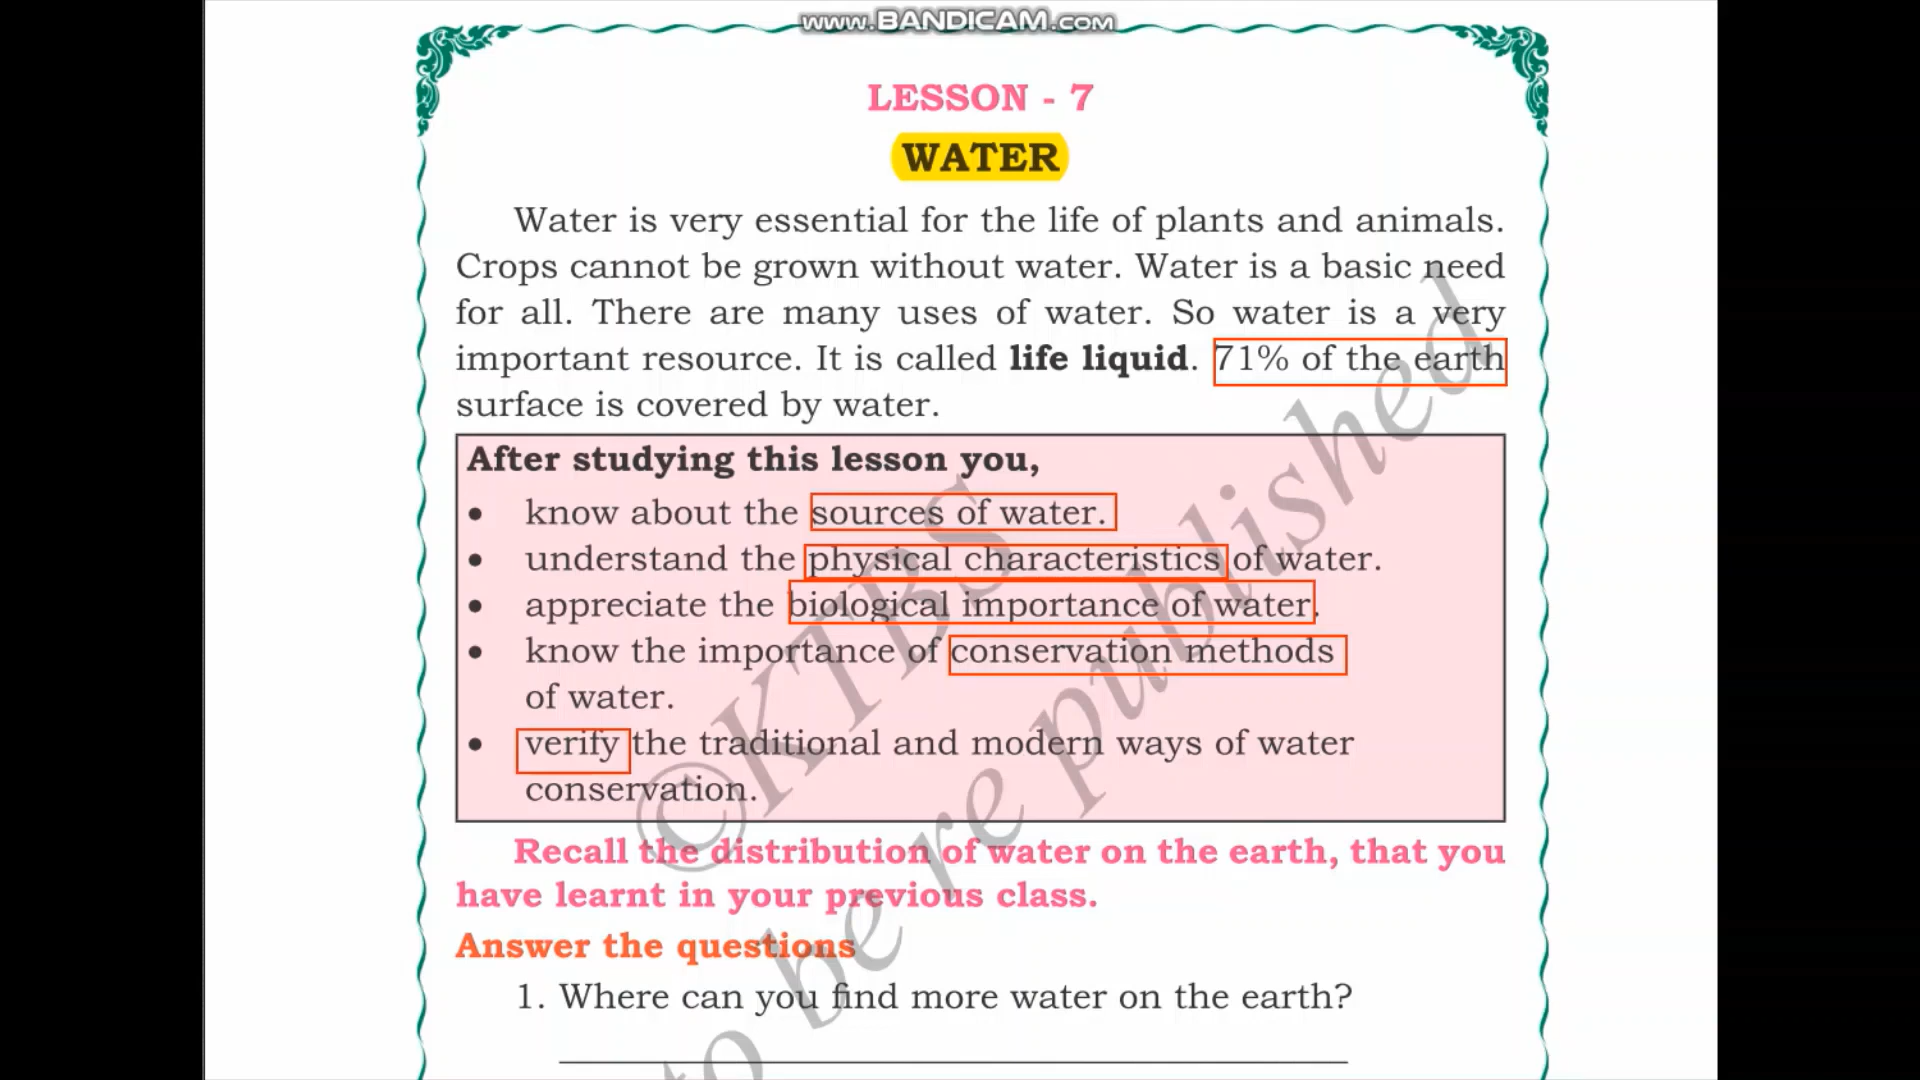 www.BANDICAM.com
LESSON - 7
WATER
Water is very essential for the life of plants and animals.
Crops cannot be grown without water. Water is a basic need
for all. There are many uses of water. So water is a very
important resource. It is called life liquid. 71% of the earth
surface is covered by water.
After studying this lesson you,
• know about the sources of water.
• understand the physical characteristics of water.
• appreciate the biological importance of water.
• know the importance of conservation methods
of water.
• verify the traditional and modern ways of water
conservation.
Recall the distribution of water on the earth, that you
have learnt in your previous class.
Answer the questions
1. Where can you find more water on the earth?
©KTBS
to be re published